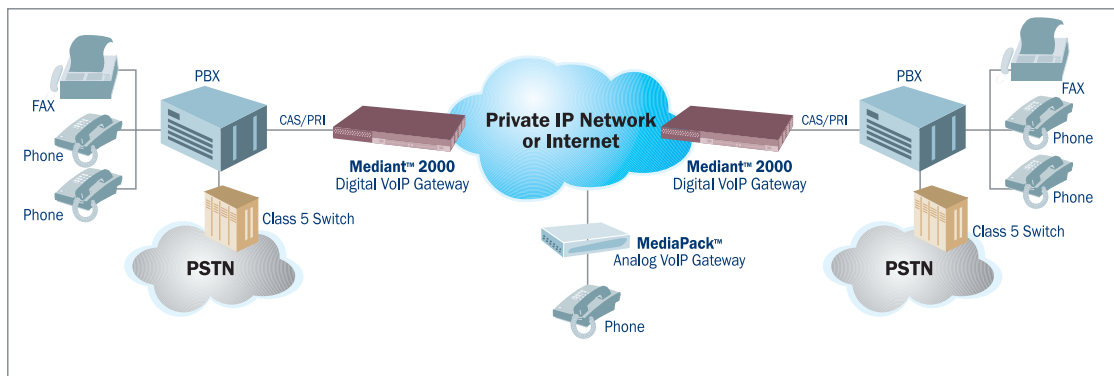 PBX
FAX
Phone
Phone
CAS/PRI
Mediant™ 2000
Digital VoIP Gateway
Class 5 Switch
PSTN
Private IP Network
or Internet
Mediant™ 2000
Digital VoIP Gateway
MediaPack™
Analog VoIP Gateway
Phone
CAS/PRI
PBX
FAX
Phone
Phone
Class 5 Switch
PSTN